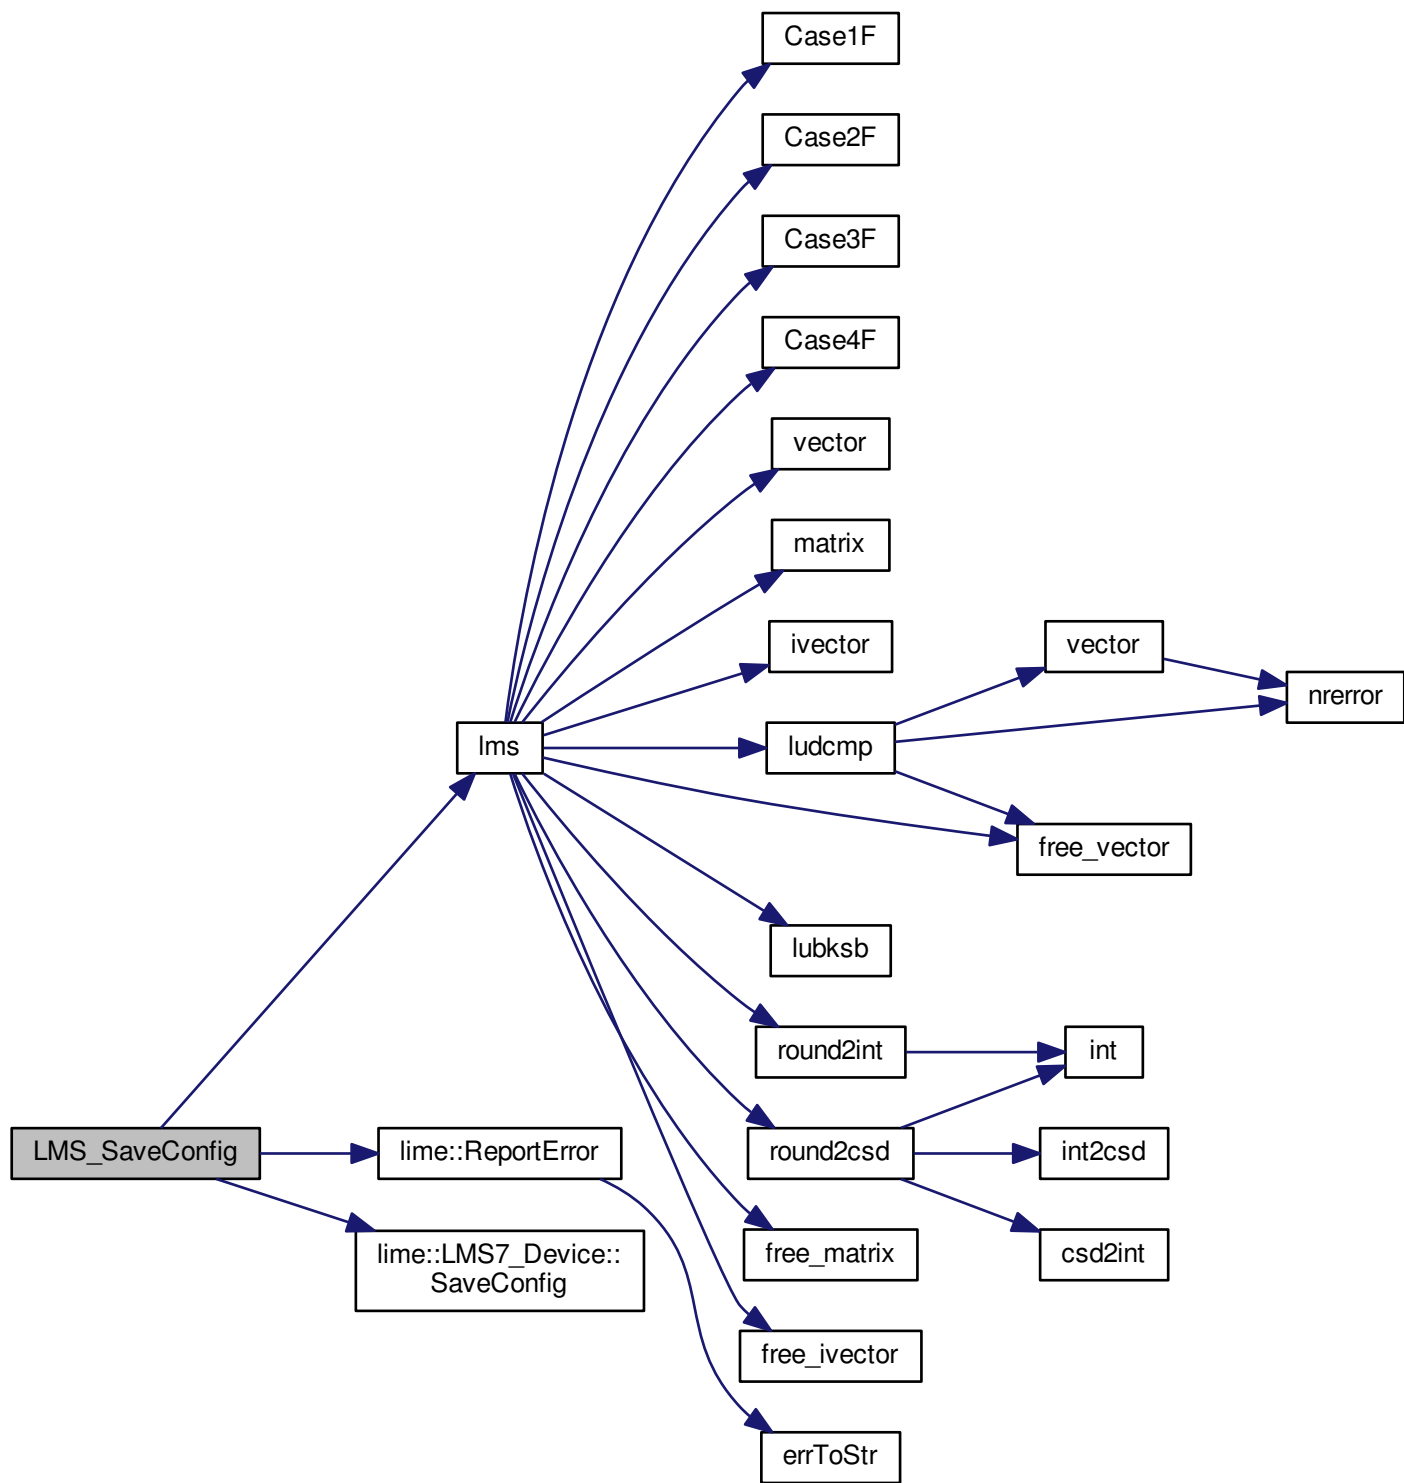 Case1F
Case2F
Case3F
Case4F
vector
matrix
ivector
vector
nrerror
lms
ludcmp
free_vector
lubksb
round2int
int
LMS_SaveConfig
lime::ReportError
round2csd
int2csd
lime::LMS7_Device::
SaveConfig
free_matrix
csd2int
free_ivector
errToStr